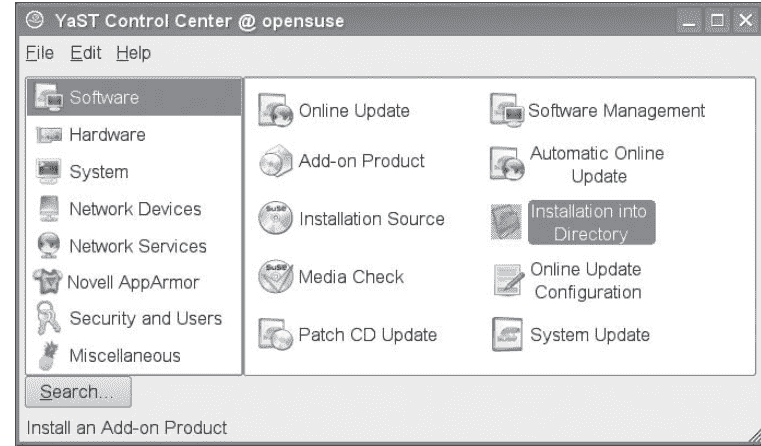 YaST Control Center @ opensuse
File Edit Help
Software
Hardware
System
Network Devices
Network Services
Novell AppArmor
Security and Users
Miscellaneous
Online Update
Software Management
Add-on Product
Automatic Online
Update
Installation Source
Installation into
Directory
Media Check
Online Update
Configuration
Patch CD Update
System Update
Search...
Install an Add-on Product